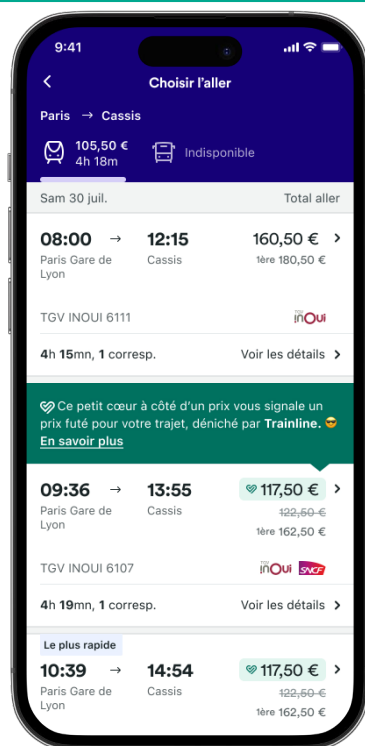 9:41
Choisir l'aller
Paris → Cassis
105,50 €
4h 18m
Indisponible
Sam 30 juil. Total aller
08:00 → 12:15 160,50 €
Paris Gare de Lyon Cassis 1ère 180,50 €
TGV INOUI 6111 TGV inOui
4h 15mn, 1 corresp. Voir les détails
Ce petit cœur à côté d'un prix vous signale un
prix futé pour votre trajet, déniché par Trainline. 😎
En savoir plus
09:36 → 13:55 117,50 €
Paris Gare de Lyon Cassis 122,50 €
1ère 162,50 €
TGV INOUI 6107 TGV inOui SNCF
4h 19mn, 1 corresp. Voir les détails
Le plus rapide
10:39 → 14:54 117,50 €
Paris Gare de Lyon Cassis 122,50 €
1ère 162,50 €